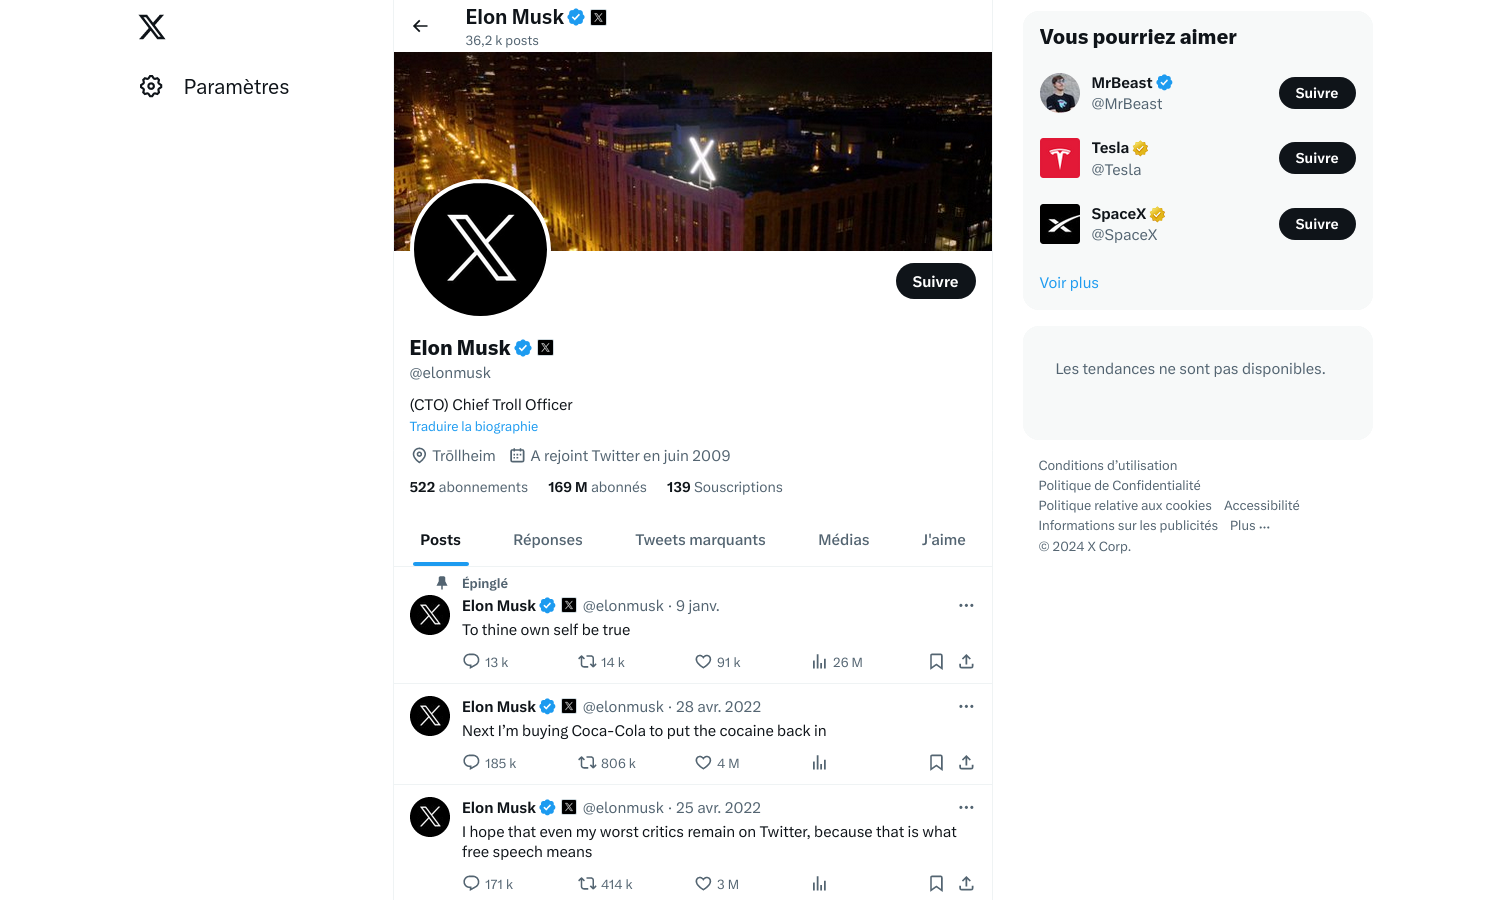 Paramètres
Elon Musk
36,2 k posts
Suivre
Elon Musk
@elonmusk
(CTO) Chief Troll Officer
Traduire la biographie
Trōllheim A rejoint Twitter en juin 2009
522 abonnements 169 M abonnés 139 Souscriptions
Posts Réponses Tweets marquants Médias J'aime
Épinglé
Elon Musk @elonmusk · 9 janv.
To thine own self be true
13 k 14 k 91 k 26 M
Elon Musk @elonmusk · 28 avr. 2022
Next I’m buying Coca-Cola to put the cocaine back in
185 k 806 k 4 M
Elon Musk @elonmusk · 25 avr. 2022
I hope that even my worst critics remain on Twitter, because that is what
free speech means
171 k 414 k 3 M
Vous pourriez aimer
MrBeast
@MrBeast
Suivre
Tesla
@Tesla
Suivre
SpaceX
@SpaceX
Suivre
Voir plus
Les tendances ne sont pas disponibles.
Conditions d’utilisation
Politique de Confidentialité
Politique relative aux cookies Accessibilité
Informations sur les publicités Plus ···
© 2024 X Corp.